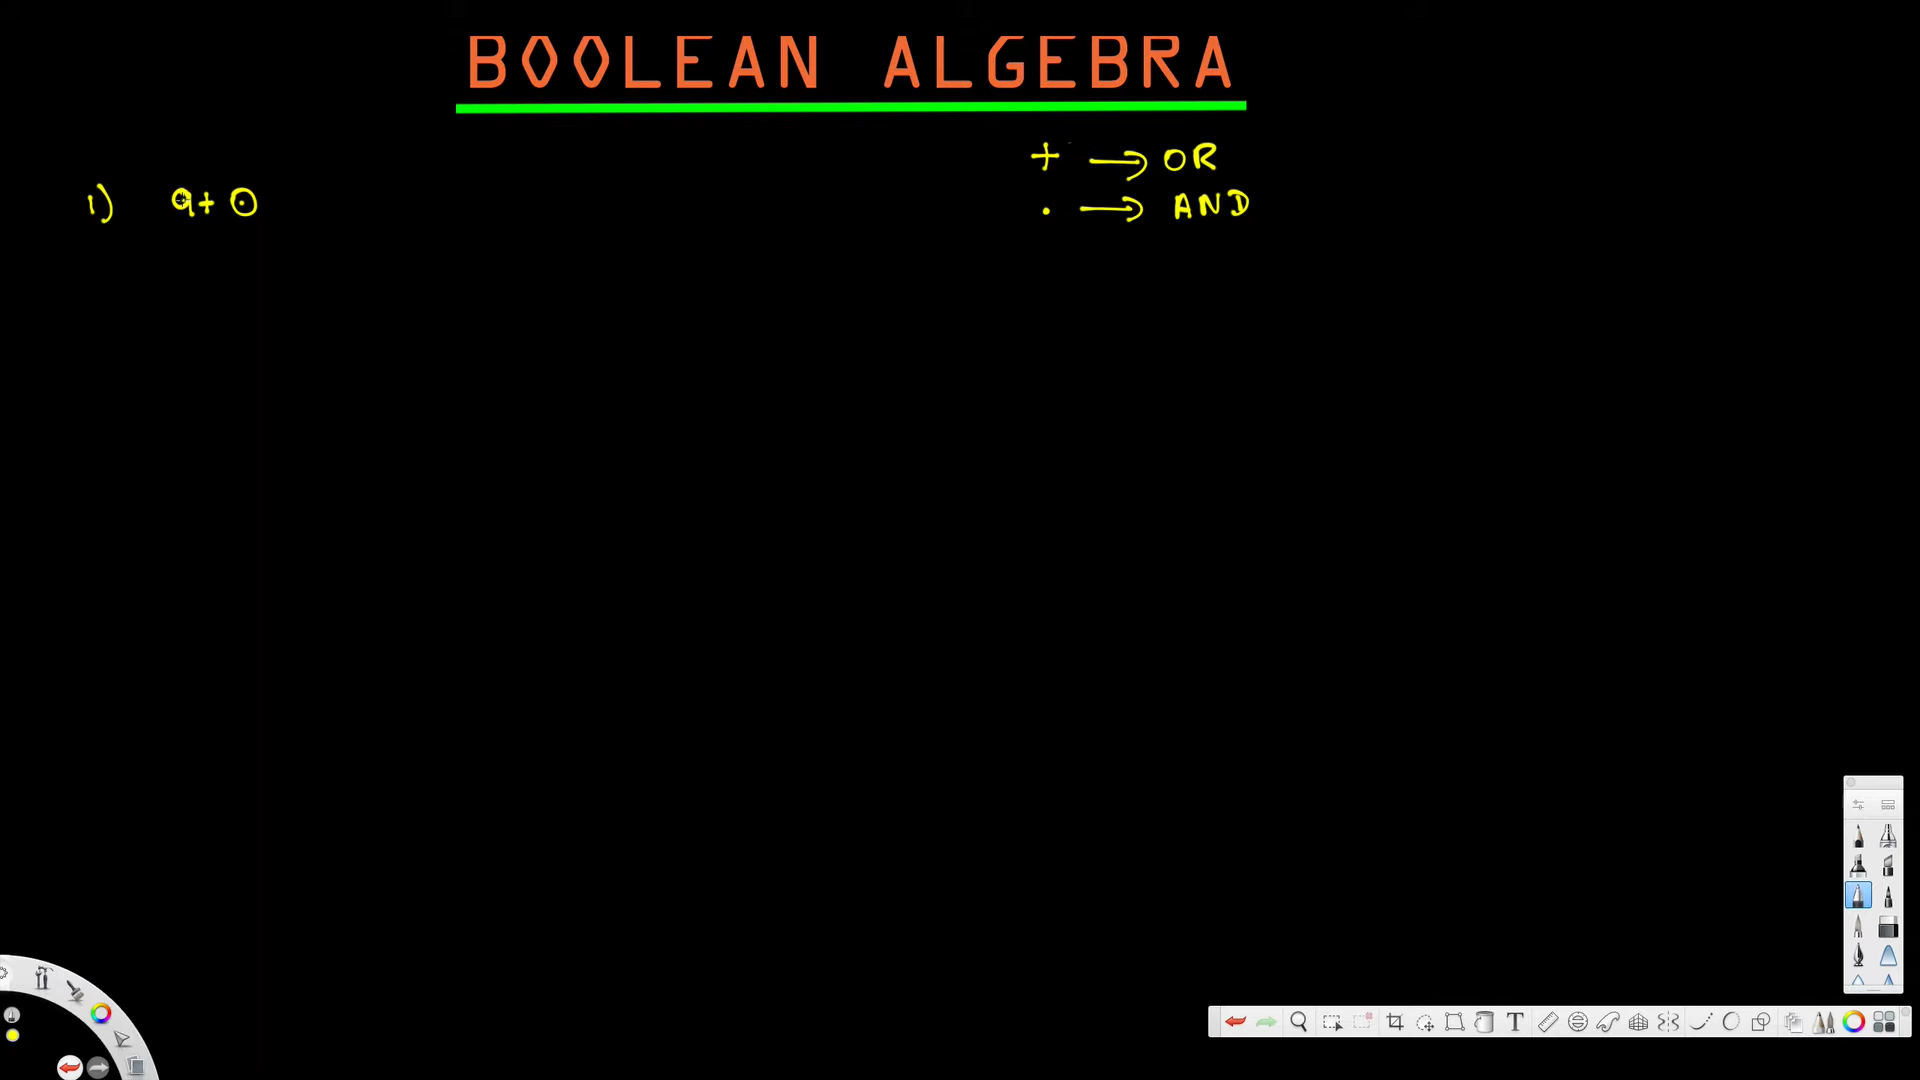 BOOLEAN ALGEBRA
+ → OR
1) a+0
. → AND